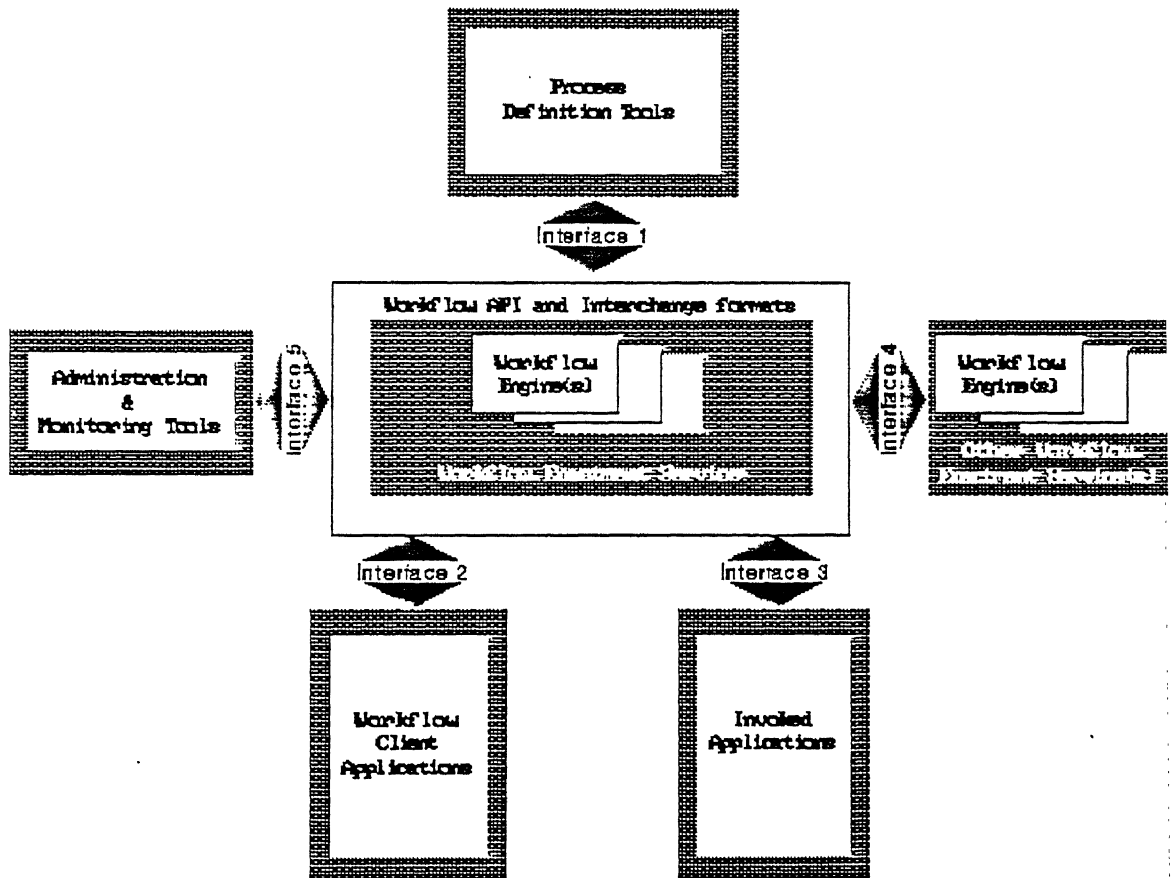 Process
Definition Tools
Interface 1
Workflow API and Interchange formats
Administration
&
Monitoring Tools
Interface 5
Workflow
Engine(s)
Interface 4
Workflow
Engine(s)
Interface 2
Interface 3
Workflow
Client
Applications
Invoked
Applications